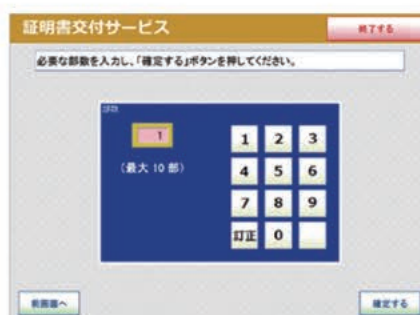 証明書交付サービス
終了する
必要な部数を入力し、「確定する」ボタンを押してください。
部数
1
(最大 10 部)
1 2 3
4 5 6
7 8 9
訂正 0
前画面へ
確定する